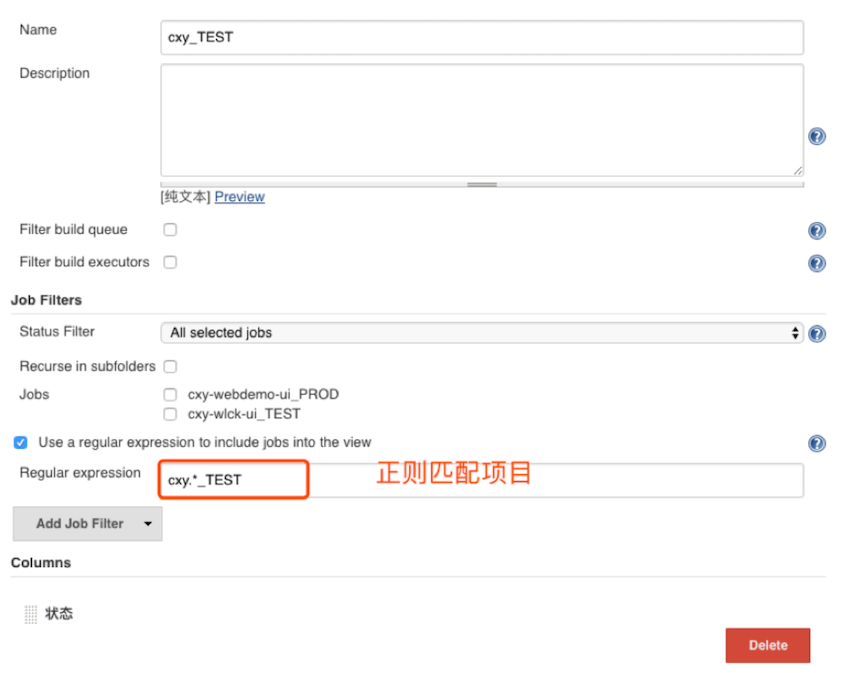 Name
cxy_TEST
Description
[纯文本] Preview
Filter build queue
Filter build executors
Job Filters
Status Filter
All selected jobs
Recurse in subfolders
Jobs
cxy-webdemo-ui_PROD
cxy-wlck-ui_TEST
Use a regular expression to include jobs into the view
Regular expression
cxy.*_TEST
正则匹配项目
Add Job Filter
Columns
状态
Delete